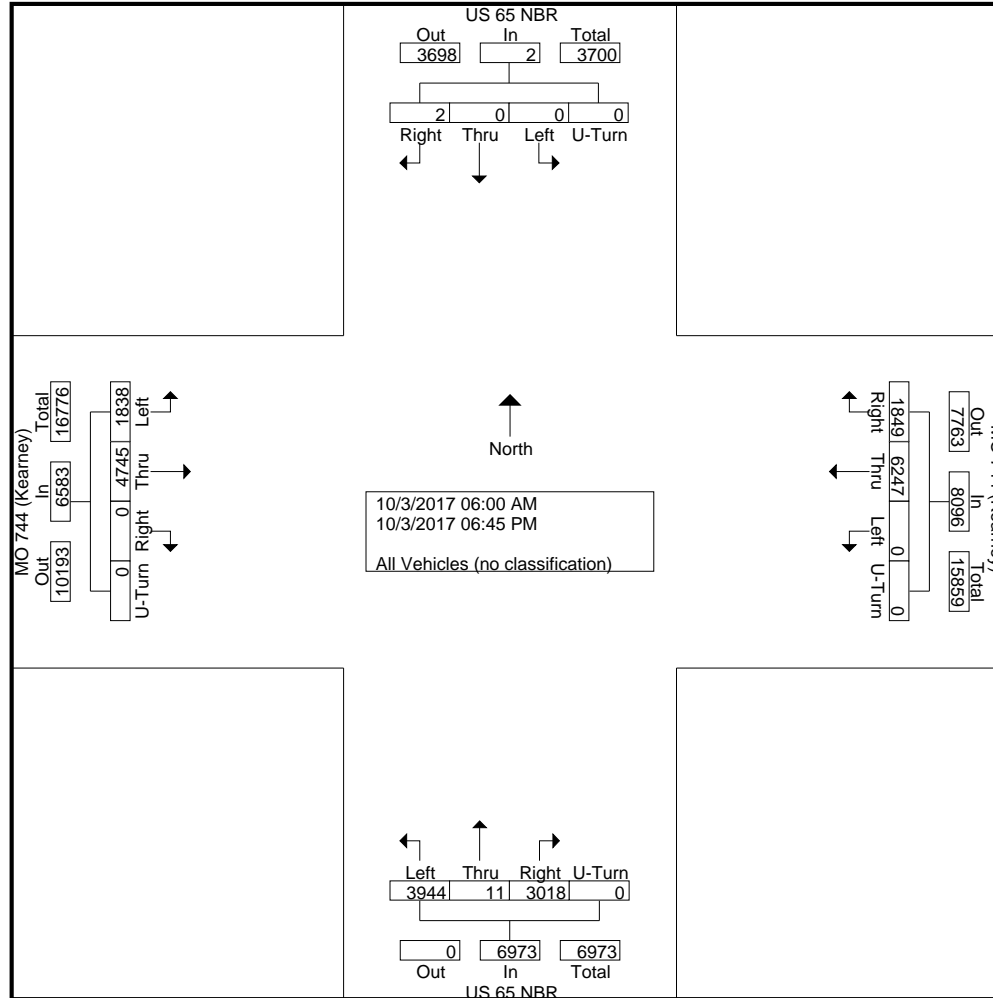 US 65 NBR
Out In Total
3698 2 3700
2 0 0 0
Right Thru Left U-Turn
MO 744 (Kearney)
Total In Out
16776 6583 10193
1838 4745 0 0
Left Thru Right U-Turn
North
10/3/2017 06:00 AM
10/3/2017 06:45 PM
All Vehicles (no classification)
Right Thru Left U-Turn
1849 6247 0 0
Out In Total
7763 8096 15859
Left Thru Right U-Turn
3944 11 3018 0
0 6973 6973
Out In Total
US 65 NBR